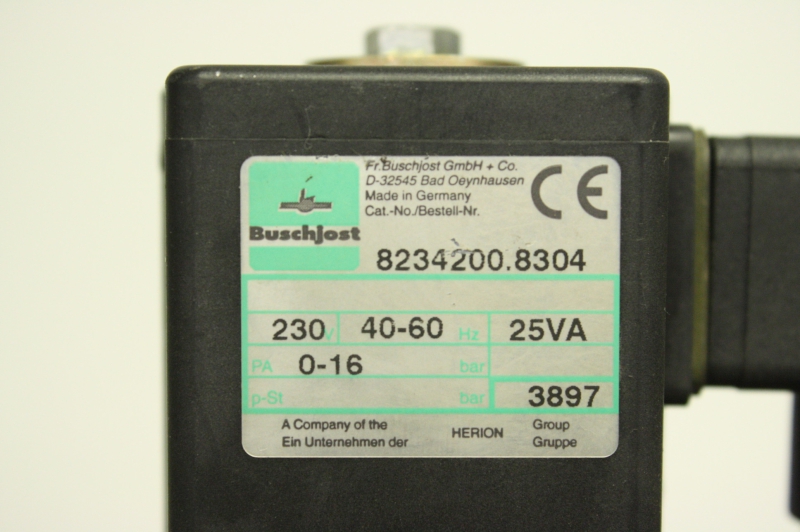 Fr.Buschjost GmbH + Co.
D-32545 Bad Oeynhausen
Made in Germany
Cat.-No./Bestell-Nr.
CE
Buschjost
8234200.8304
230 V 40-60 Hz 25VA
PA 0-16 bar
p-St bar 3897
A Company of the HERION Group
Ein Unternehmen der Gruppe